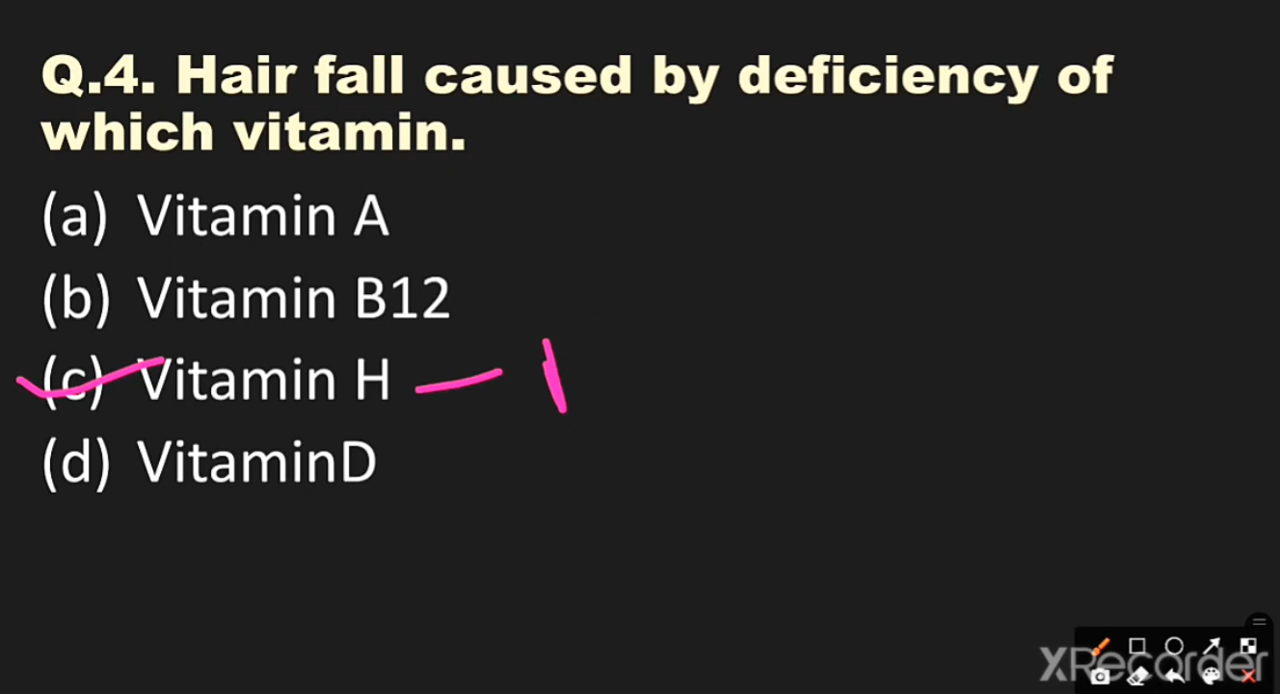 Q.4. Hair fall caused by deficiency of
which vitamin.
(a) Vitamin A
(b) Vitamin B12
(c) Vitamin H
(d) VitaminD
XRecorder